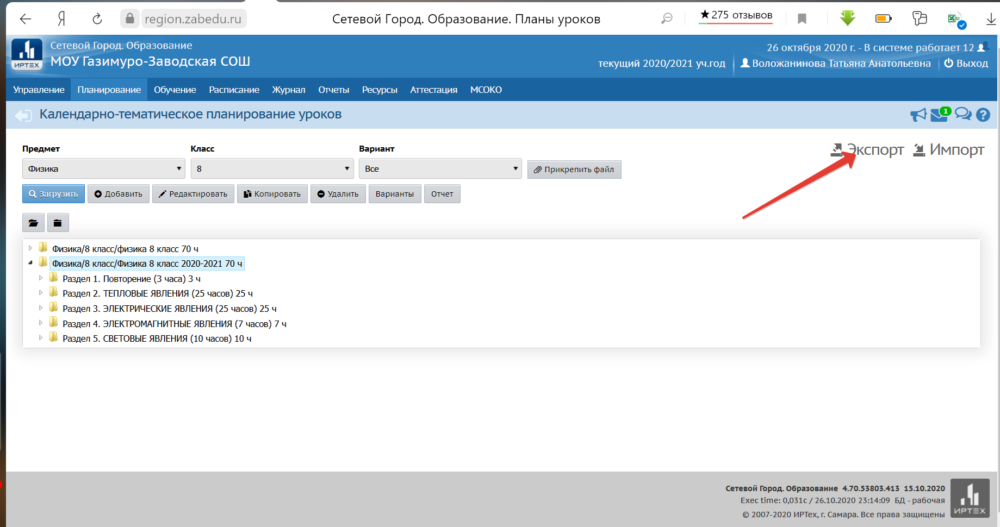 region.zabedu.ru
Сетевой Город. Образование. Планы уроков
★275 отзывов
Сетевой Город. Образование
МОУ Газимуро-Заводская СОШ
ИРТЕХ
26 октября 2020 г. - В системе работает 12
текущий 2020/2021 уч.год
Воложанинова Татьяна Анатольевна
Выход
Управление
Планирование
Обучение
Расписание
Журнал
Отчеты
Ресурсы
Аттестация
МСОКО
Календарно-тематическое планирование уроков
1
?
Экспорт
Импорт
Предмет
Класс
Вариант
Физика
8
Все
Прикрепить файл
Загрузить
Добавить
Редактировать
Копировать
Удалить
Варианты
Отчет
Физика/8 класс/физика 8 класс 70 ч
Физика/8 класс/Физика 8 класс 2020-2021 70 ч
Раздел 1. Повторение (3 часа) 3 ч
Раздел 2. ТЕПЛОВЫЕ ЯВЛЕНИЯ (25 часов) 25 ч
Раздел 3. ЭЛЕКТРИЧЕСКИЕ ЯВЛЕНИЯ (25 часов) 25 ч
Раздел 4. ЭЛЕКТРОМАГНИТНЫЕ ЯВЛЕНИЯ (7 часов) 7 ч
Раздел 5. СВЕТОВЫЕ ЯВЛЕНИЯ (10 часов) 10 ч
Сетевой Город. Образование 4.70.53803.413 15.10.2020
Exec time: 0,031с / 26.10.2020 23:14:09 БД - рабочая
© 2007-2020 ИРТех, г. Самара. Все права защищены
ИРТЕХ